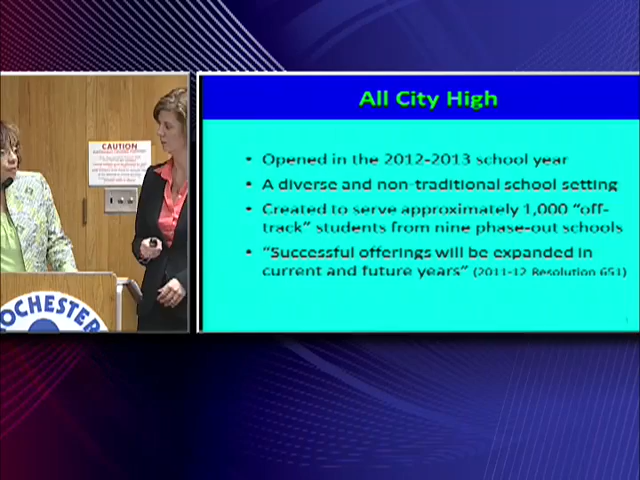 All City High
• Opened in the 2012-2013 school year
• A diverse and non-traditional school setting
• Created to serve approximately 1,000 "off-
track" students from nine phase-out schools
• "Successful offerings will be expanded in
current and future years" (2011-12 Resolution 651)
CAUTION
OCHESTER